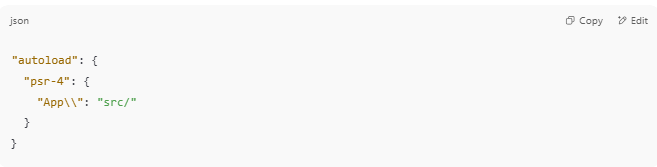 json
Copy
Edit
"autoload": {
  "psr-4": {
    "App\\": "src/"
  }
}